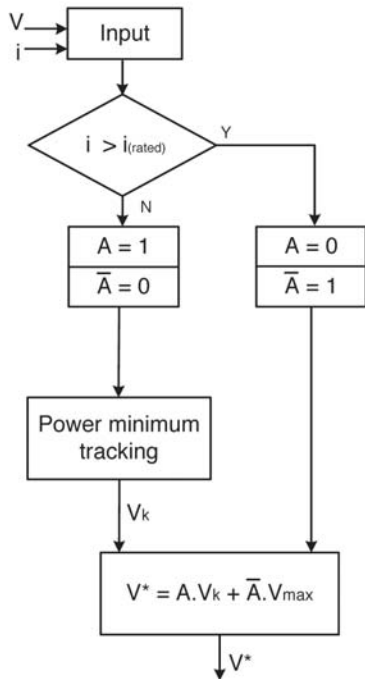 V
i
Input
i > i(rated)
Y
N
A = 1
A̅ = 0
A = 0
A̅ = 1
Power minimum
tracking
Vk
V* = A.Vk + A̅.Vmax
V*